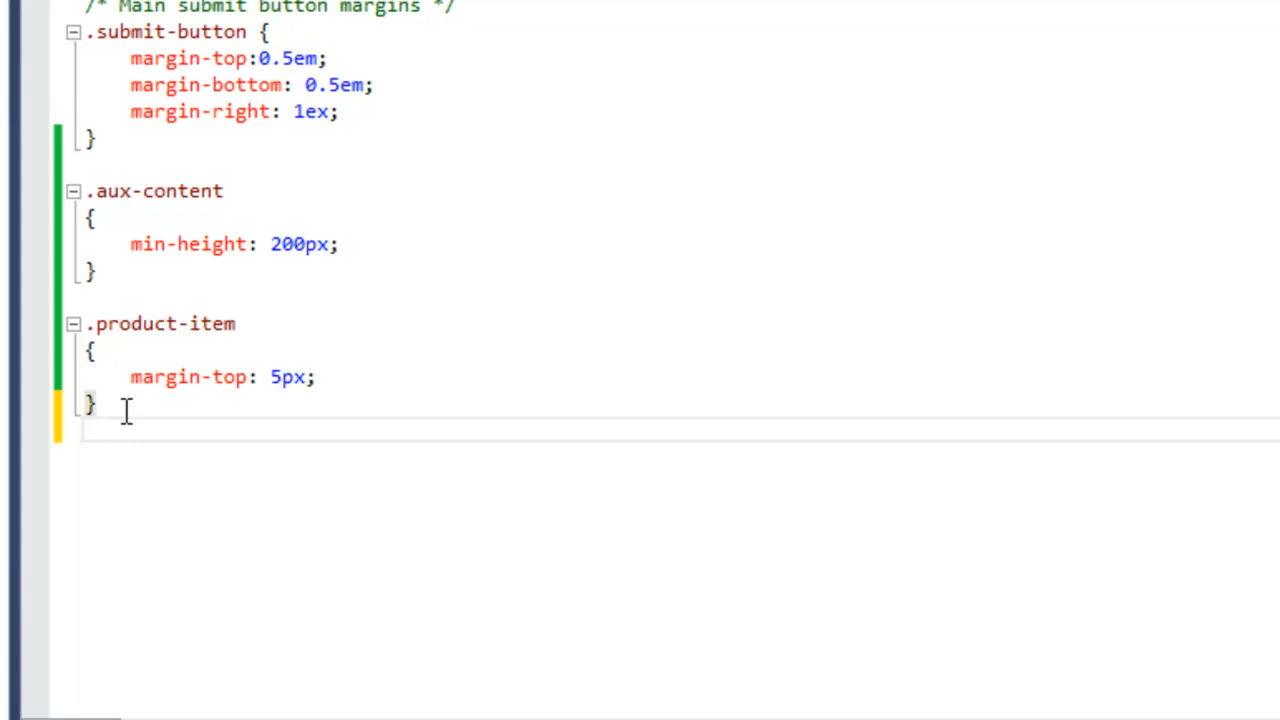 /* Main submit button margins */
.submit-button {
margin-top:0.5em;
margin-bottom: 0.5em;
margin-right: 1ex;
}
.aux-content
{
min-height: 200px;
}
.product-item
{
margin-top: 5px;
}